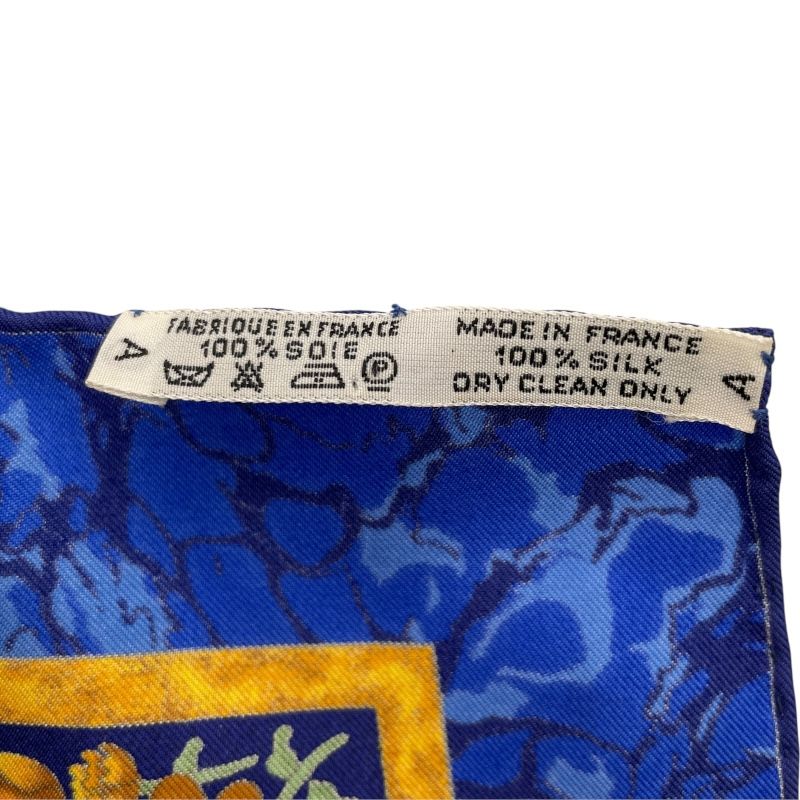 A
FABRIQUE EN FRANCE
100% SOIE
P
MADE IN FRANCE
100% SILK
DRY CLEAN ONLY
A